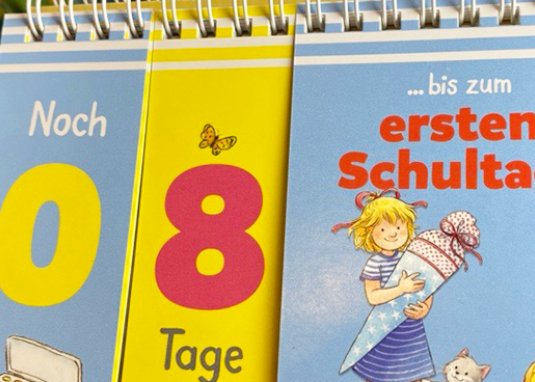 Noch
0
8
Tage
...bis zum
ersten
Schulta